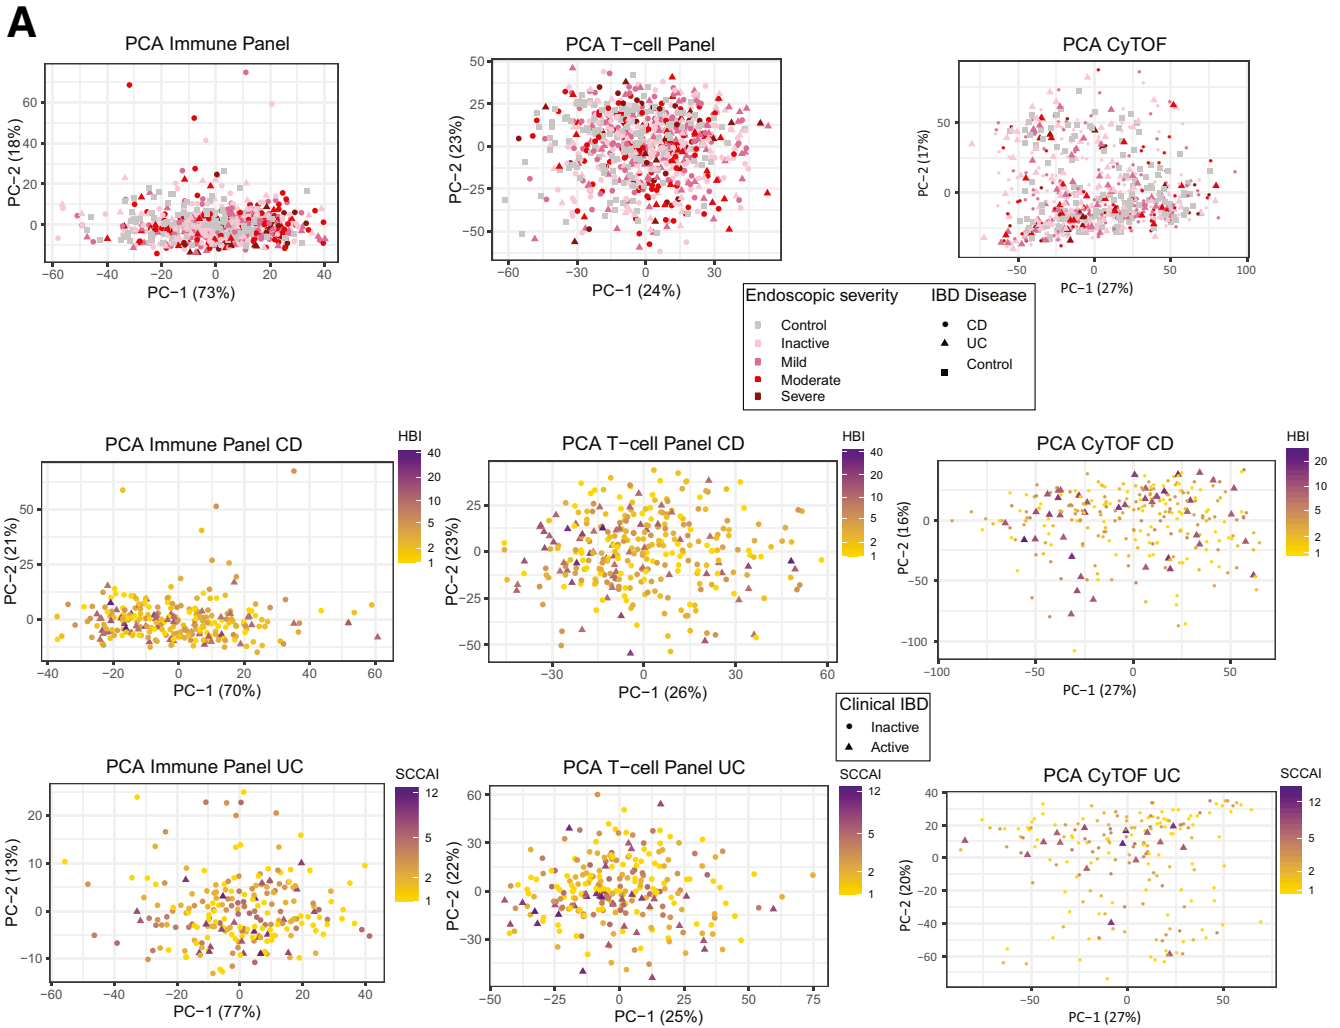 A
PCA Immune Panel
PC−2 (18%)
60
40
20
0
−60 −40 −20 0 20 40
PC−1 (73%)
PCA T−cell Panel
PC−2 (23%)
50
25
0
−25
−50
−60 −30 0 30
PC−1 (24%)
PCA CyTOF
PC−2 (17%)
50
0
−50 0 50 100
PC−1 (27%)
Endoscopic severity
Control
Inactive
Mild
Moderate
Severe
IBD Disease
CD
UC
Control
PCA Immune Panel CD
PC−2 (21%)
50
25
0
−40 −20 0 20 40 60
PC−1 (70%)
HBI
40
20
10
5
2
1
PCA T−cell Panel CD
PC−2 (23%)
25
0
−25
−50
−30 0 30 60
PC−1 (26%)
HBI
40
20
10
5
2
1
PCA CyTOF CD
PC−2 (16%)
0
−50
−100
−100 −50 0 50
PC−1 (27%)
HBI
20
10
5
2
1
Clinical IBD
Inactive
Active
PCA Immune Panel UC
PC−2 (13%)
20
10
0
−10
−60 −40 −20 0 20 40
PC−1 (77%)
SCCAI
12
5
2
1
PCA T−cell Panel UC
PC−2 (22%)
60
30
0
−30
−50 −25 0 25 50 75
PC−1 (25%)
SCCAI
12
5
2
1
PCA CyTOF UC
PC−2 (20%)
40
20
0
−20
−40
−60
−50 0 50
PC−1 (27%)
SCCAI
12
5
2
1